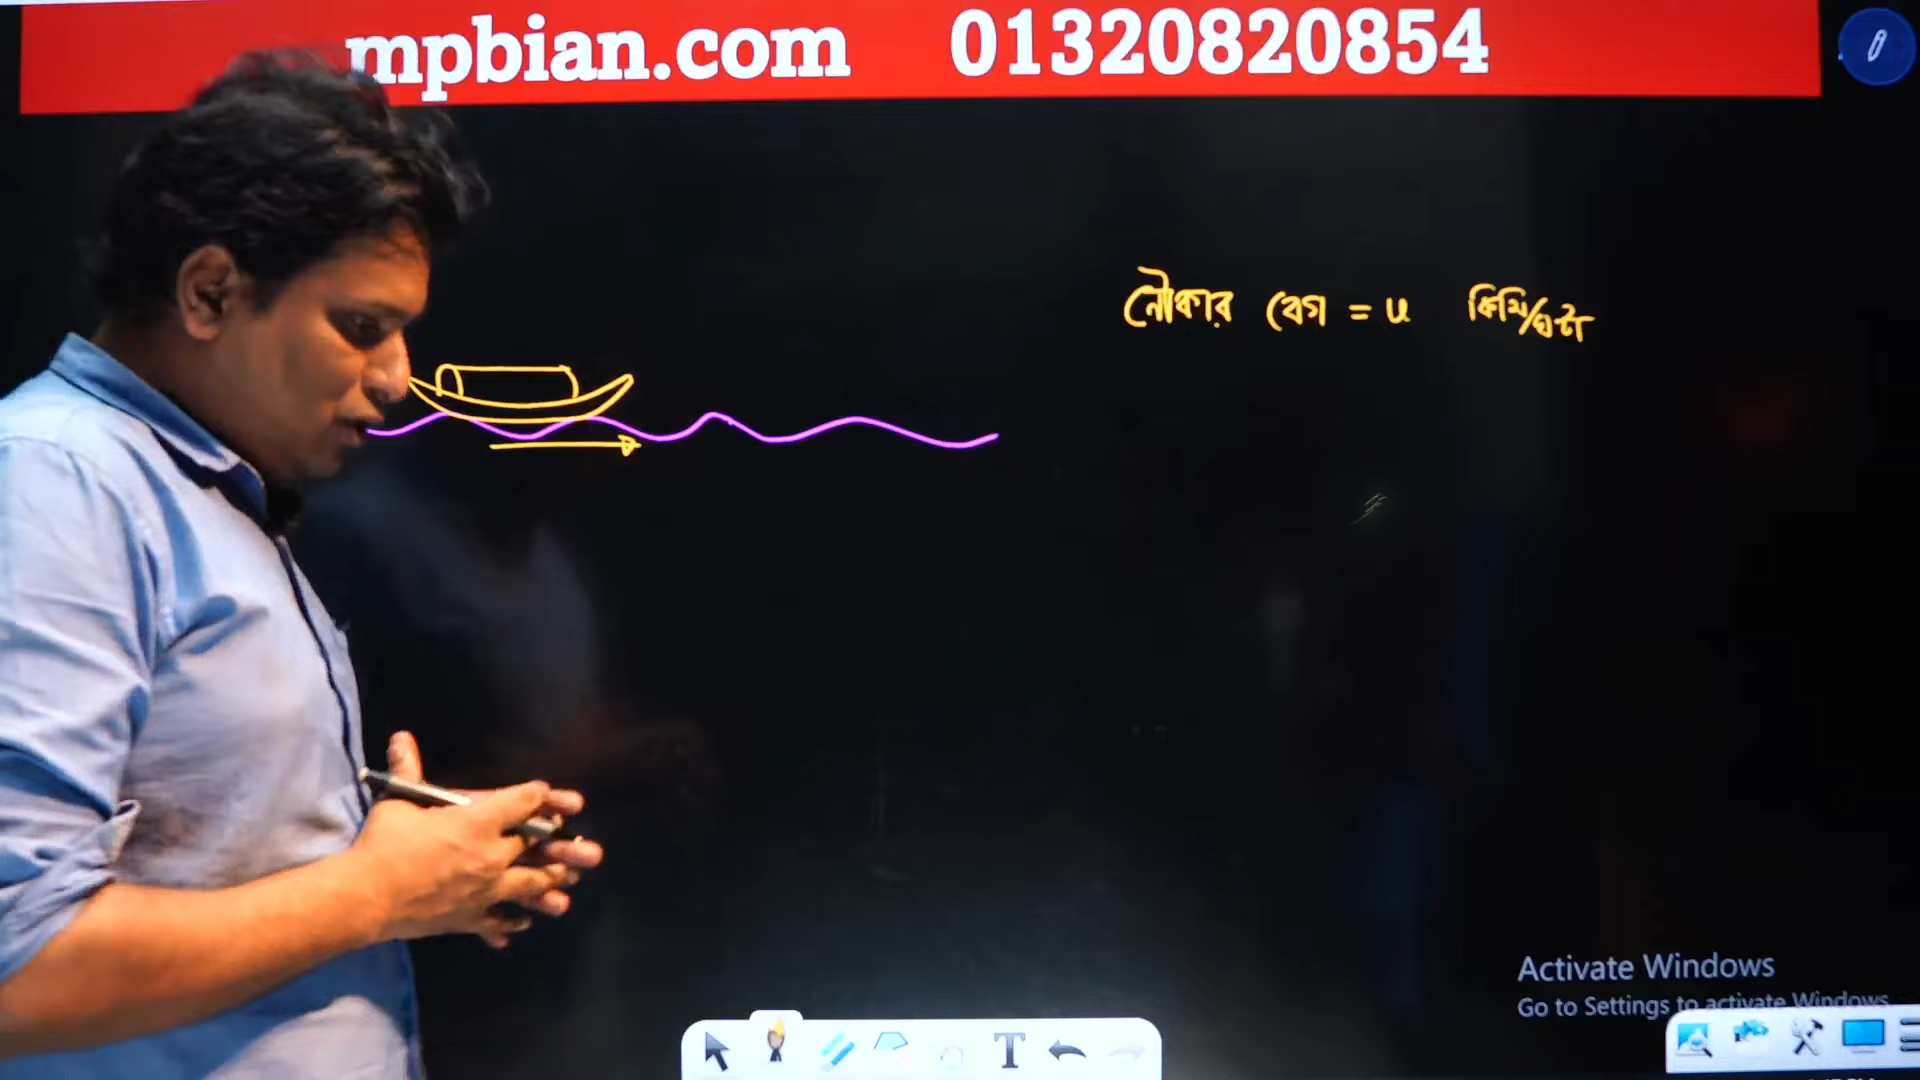 mpbian.com 01320820854
নৌকার বেগ = u কিমি/ঘণ্টা
Activate Windows
Go to Settings to activate Windows.
T